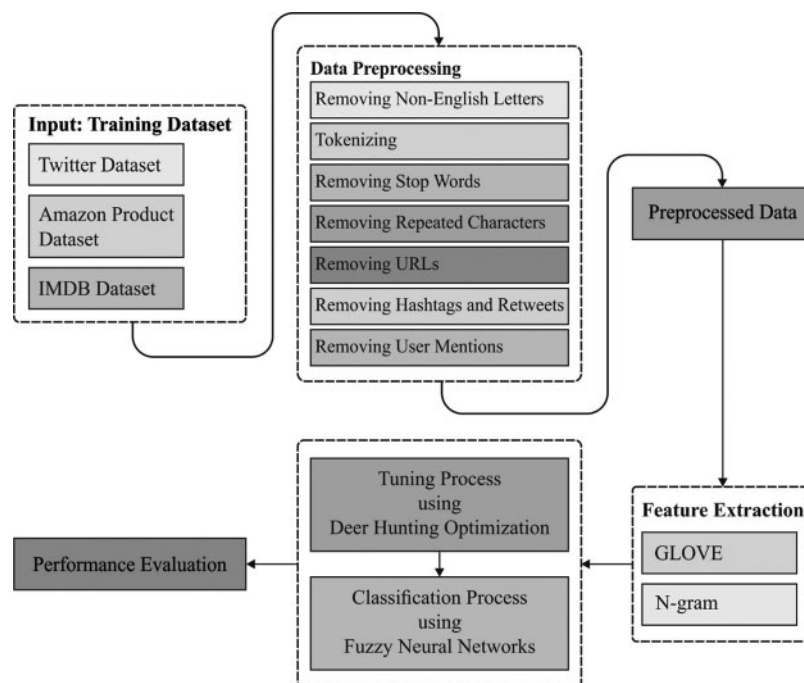 Input: Training Dataset
Twitter Dataset
Amazon Product
Dataset
IMDB Dataset
Data Preprocessing
Removing Non-English Letters
Tokenizing
Removing Stop Words
Removing Repeated Characters
Removing URLs
Removing Hashtags and Retweets
Removing User Mentions
Preprocessed Data
Feature Extraction
GLOVE
N-gram
Tuning Process
using
Deer Hunting Optimization
Classification Process
using
Fuzzy Neural Networks
Performance Evaluation